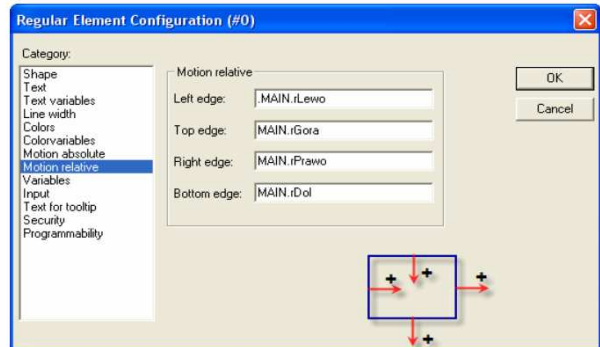 Regular Element Configuration (#0)
Category:
Shape
Text
Text variables
Line width
Colors
Colorvariables
Motion absolute
Motion relative
Variables
Input
Text for tooltip
Security
Programmability
Motion relative
Left edge: .MAIN.rLewo
Top edge: MAIN.rGora
Right edge: MAIN.rPrawo
Bottom edge: MAIN.rDol
OK
Cancel
+ + +
+